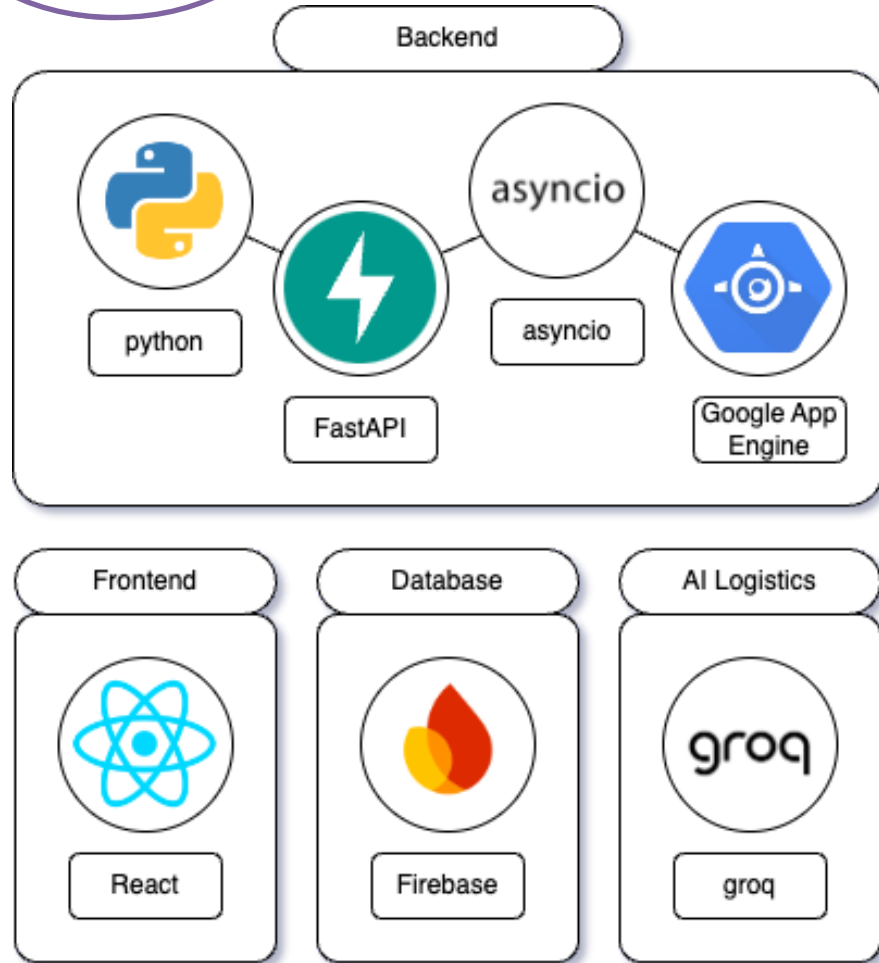 Backend
asyncio
python
asyncio
FastAPI
Google App
Engine
Frontend
Database
AI Logistics
groq
React
Firebase
groq